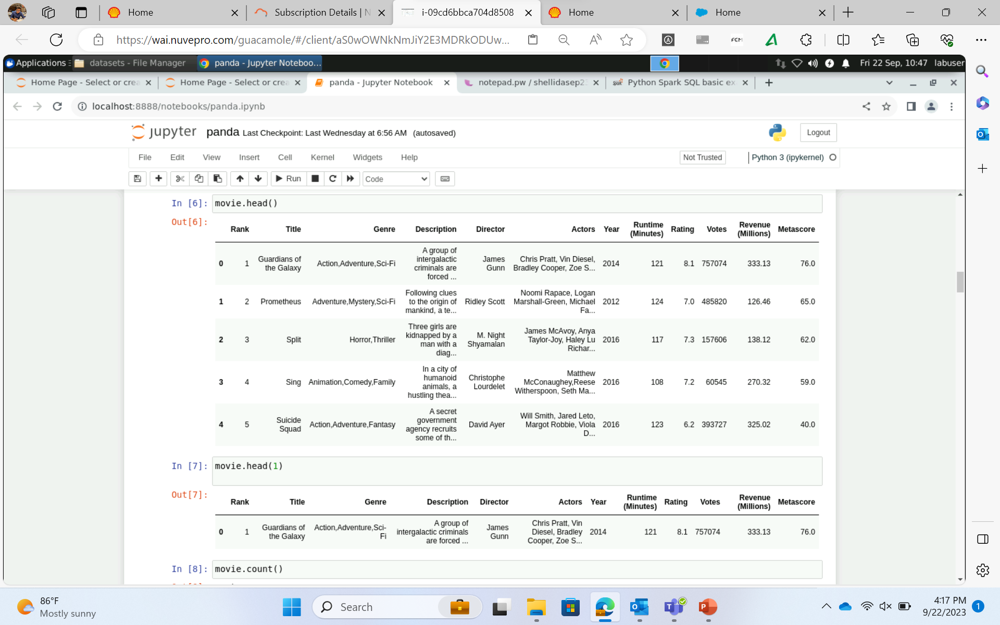 Home
Subscription Details | N
i-09cd6bbca704d8508
Home
Home
https://wai.nuvepro.com/guacamole/#/client/aS0wOWNkNmJiY2E3MDRkODUw...
FCM
Applications
datasets - File Manager
panda - Jupyter Noteboo...
Fri 22 Sep, 10:47 labuser
Home Page - Select or crea
Home Page - Select or crea
panda - Jupyter Notebook
notepad.pw / shellidasep23
Python Spark SQL basic ex
localhost:8888/notebooks/panda.ipynb
jupyter panda Last Checkpoint: Last Wednesday at 6:56 AM (autosaved)
Logout
File Edit View Insert Cell Kernel Widgets Help
Not Trusted
Python 3 (ipykernel)
Run
Code
In [6]: movie.head()
Out[6]:
Rank Title Genre Description Director Actors Year Runtime (Minutes) Rating Votes Revenue (Millions) Metascore
0 1 Guardians of the Galaxy Action,Adventure,Sci-Fi A group of intergalactic criminals are forced ... James Gunn Chris Pratt, Vin Diesel, Bradley Cooper, Zoe S... 2014 121 8.1 757074 333.13 76.0
1 2 Prometheus Adventure,Mystery,Sci-Fi Following clues to the origin of mankind, a te... Ridley Scott Noomi Rapace, Logan Marshall-Green, Michael Fa... 2012 124 7.0 485820 126.46 65.0
2 3 Split Horror,Thriller Three girls are kidnapped by a man with a diag... M. Night Shyamalan James McAvoy, Anya Taylor-Joy, Haley Lu Richar... 2016 117 7.3 157606 138.12 62.0
3 4 Sing Animation,Comedy,Family In a city of humanoid animals, a hustling thea... Christophe Lourdelet Matthew McConaughey,Reese Witherspoon, Seth Ma... 2016 108 7.2 60545 270.32 59.0
4 5 Suicide Squad Action,Adventure,Fantasy A secret government agency recruits some of th... David Ayer Will Smith, Jared Leto, Margot Robbie, Viola D... 2016 123 6.2 393727 325.02 40.0
In [7]: movie.head(1)
Out[7]:
Rank Title Genre Description Director Actors Year Runtime (Minutes) Rating Votes Revenue (Millions) Metascore
0 1 Guardians of the Galaxy Action,Adventure,Sci-Fi A group of intergalactic criminals are forced ... James Gunn Chris Pratt, Vin Diesel, Bradley Cooper, Zoe S... 2014 121 8.1 757074 333.13 76.0
In [8]: movie.count()
86°F
Mostly sunny
Search
4:17 PM
9/22/2023
1